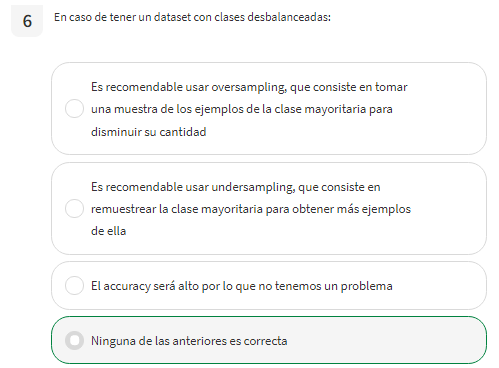 6
En caso de tener un dataset con clases desbalanceadas:
Es recomendable usar oversampling, que consiste en tomar
una muestra de los ejemplos de la clase mayoritaria para
disminuir su cantidad
Es recomendable usar undersampling, que consiste en
remuestrear la clase mayoritaria para obtener más ejemplos
de ella
El accuracy será alto por lo que no tenemos un problema
Ninguna de las anteriores es correcta